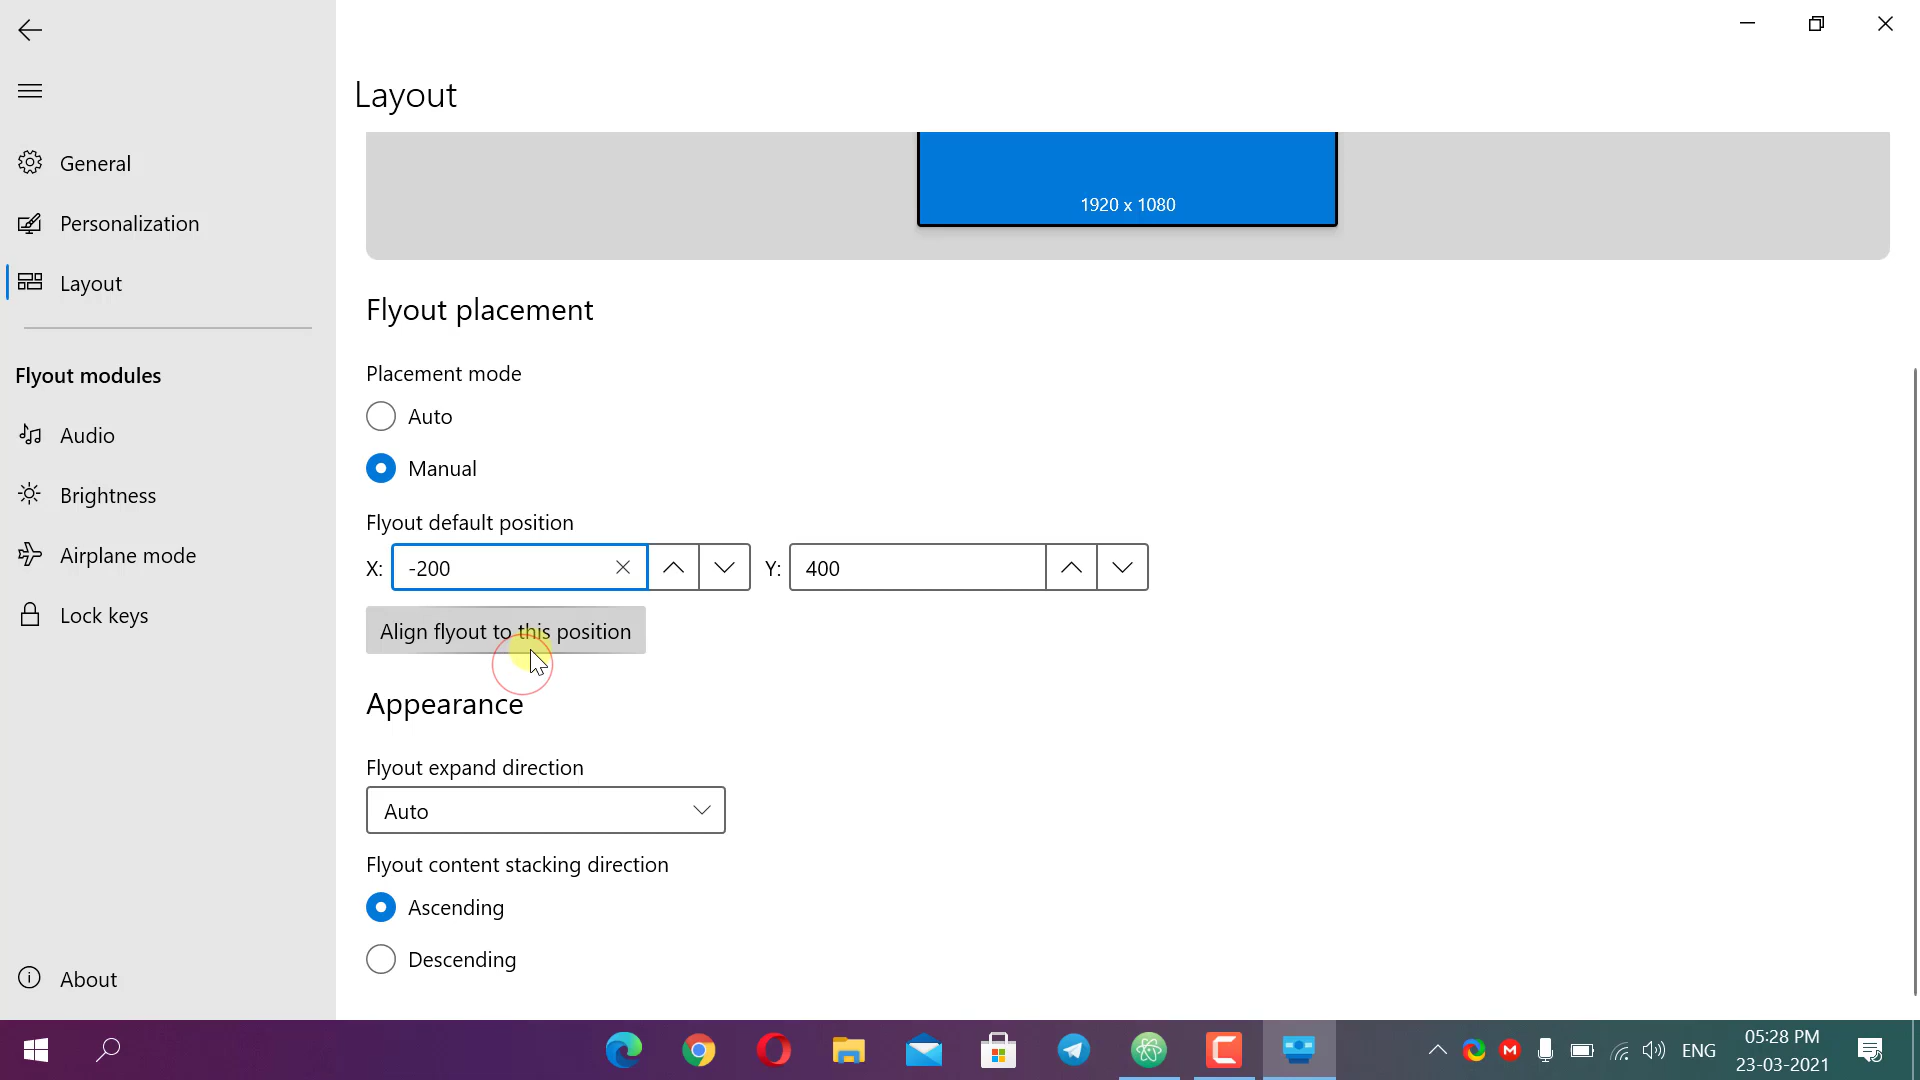 Layout
General
Personalization
Layout
Flyout modules
Audio
Brightness
Airplane mode
Lock keys
About
1920 x 1080
Flyout placement
Placement mode
Auto
Manual
Flyout default position
X: -200 Y: 400
Align flyout to this position
Appearance
Flyout expand direction
Auto
Flyout content stacking direction
Ascending
Descending
ENG
05:28 PM
23-03-2021